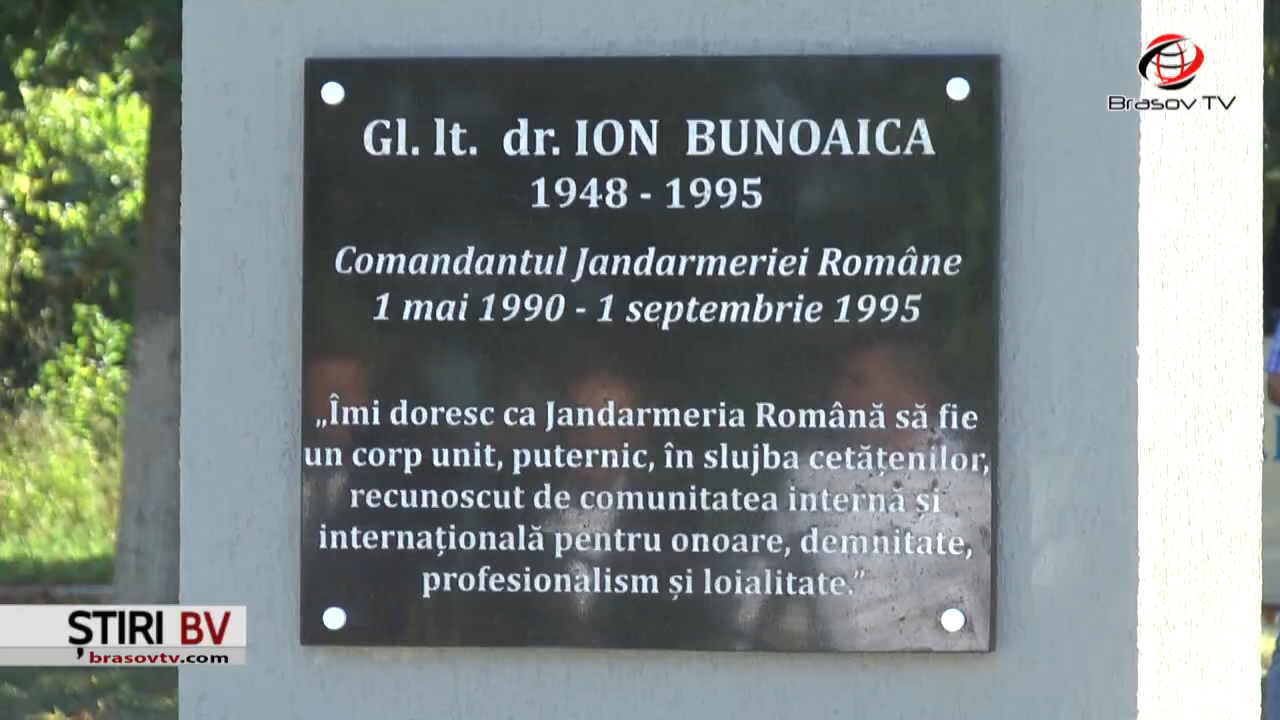 Brasov TV
Gl. lt. dr. ION BUNOAICA
1948 - 1995
Comandantul Jandarmeriei Române
1 mai 1990 - 1 septembrie 1995
„Îmi doresc ca Jandarmeria Română să fie
un corp unit, puternic, în slujba cetățenilor,
recunoscut de comunitatea internă și
internațională pentru onoare, demnitate,
profesionalism și loialitate.”
ȘTIRI BV
brasovtv.com